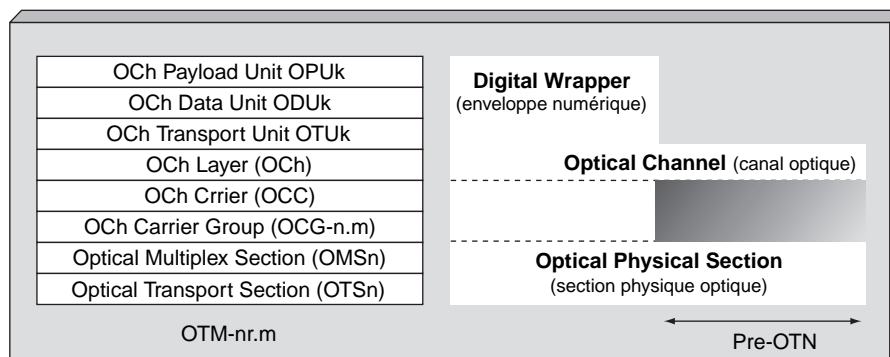 OCh Payload Unit OPUk
OCh Data Unit ODUk
OCh Transport Unit OTUk
OCh Layer (OCh)
OCh Crrier (OCC)
OCh Carrier Group (OCG-n.m)
Optical Multiplex Section (OMSn)
Optical Transport Section (OTSn)
OTM-nr.m
Digital Wrapper
(enveloppe numérique)
Optical Channel (canal optique)
Optical Physical Section
(section physique optique)
Pre-OTN